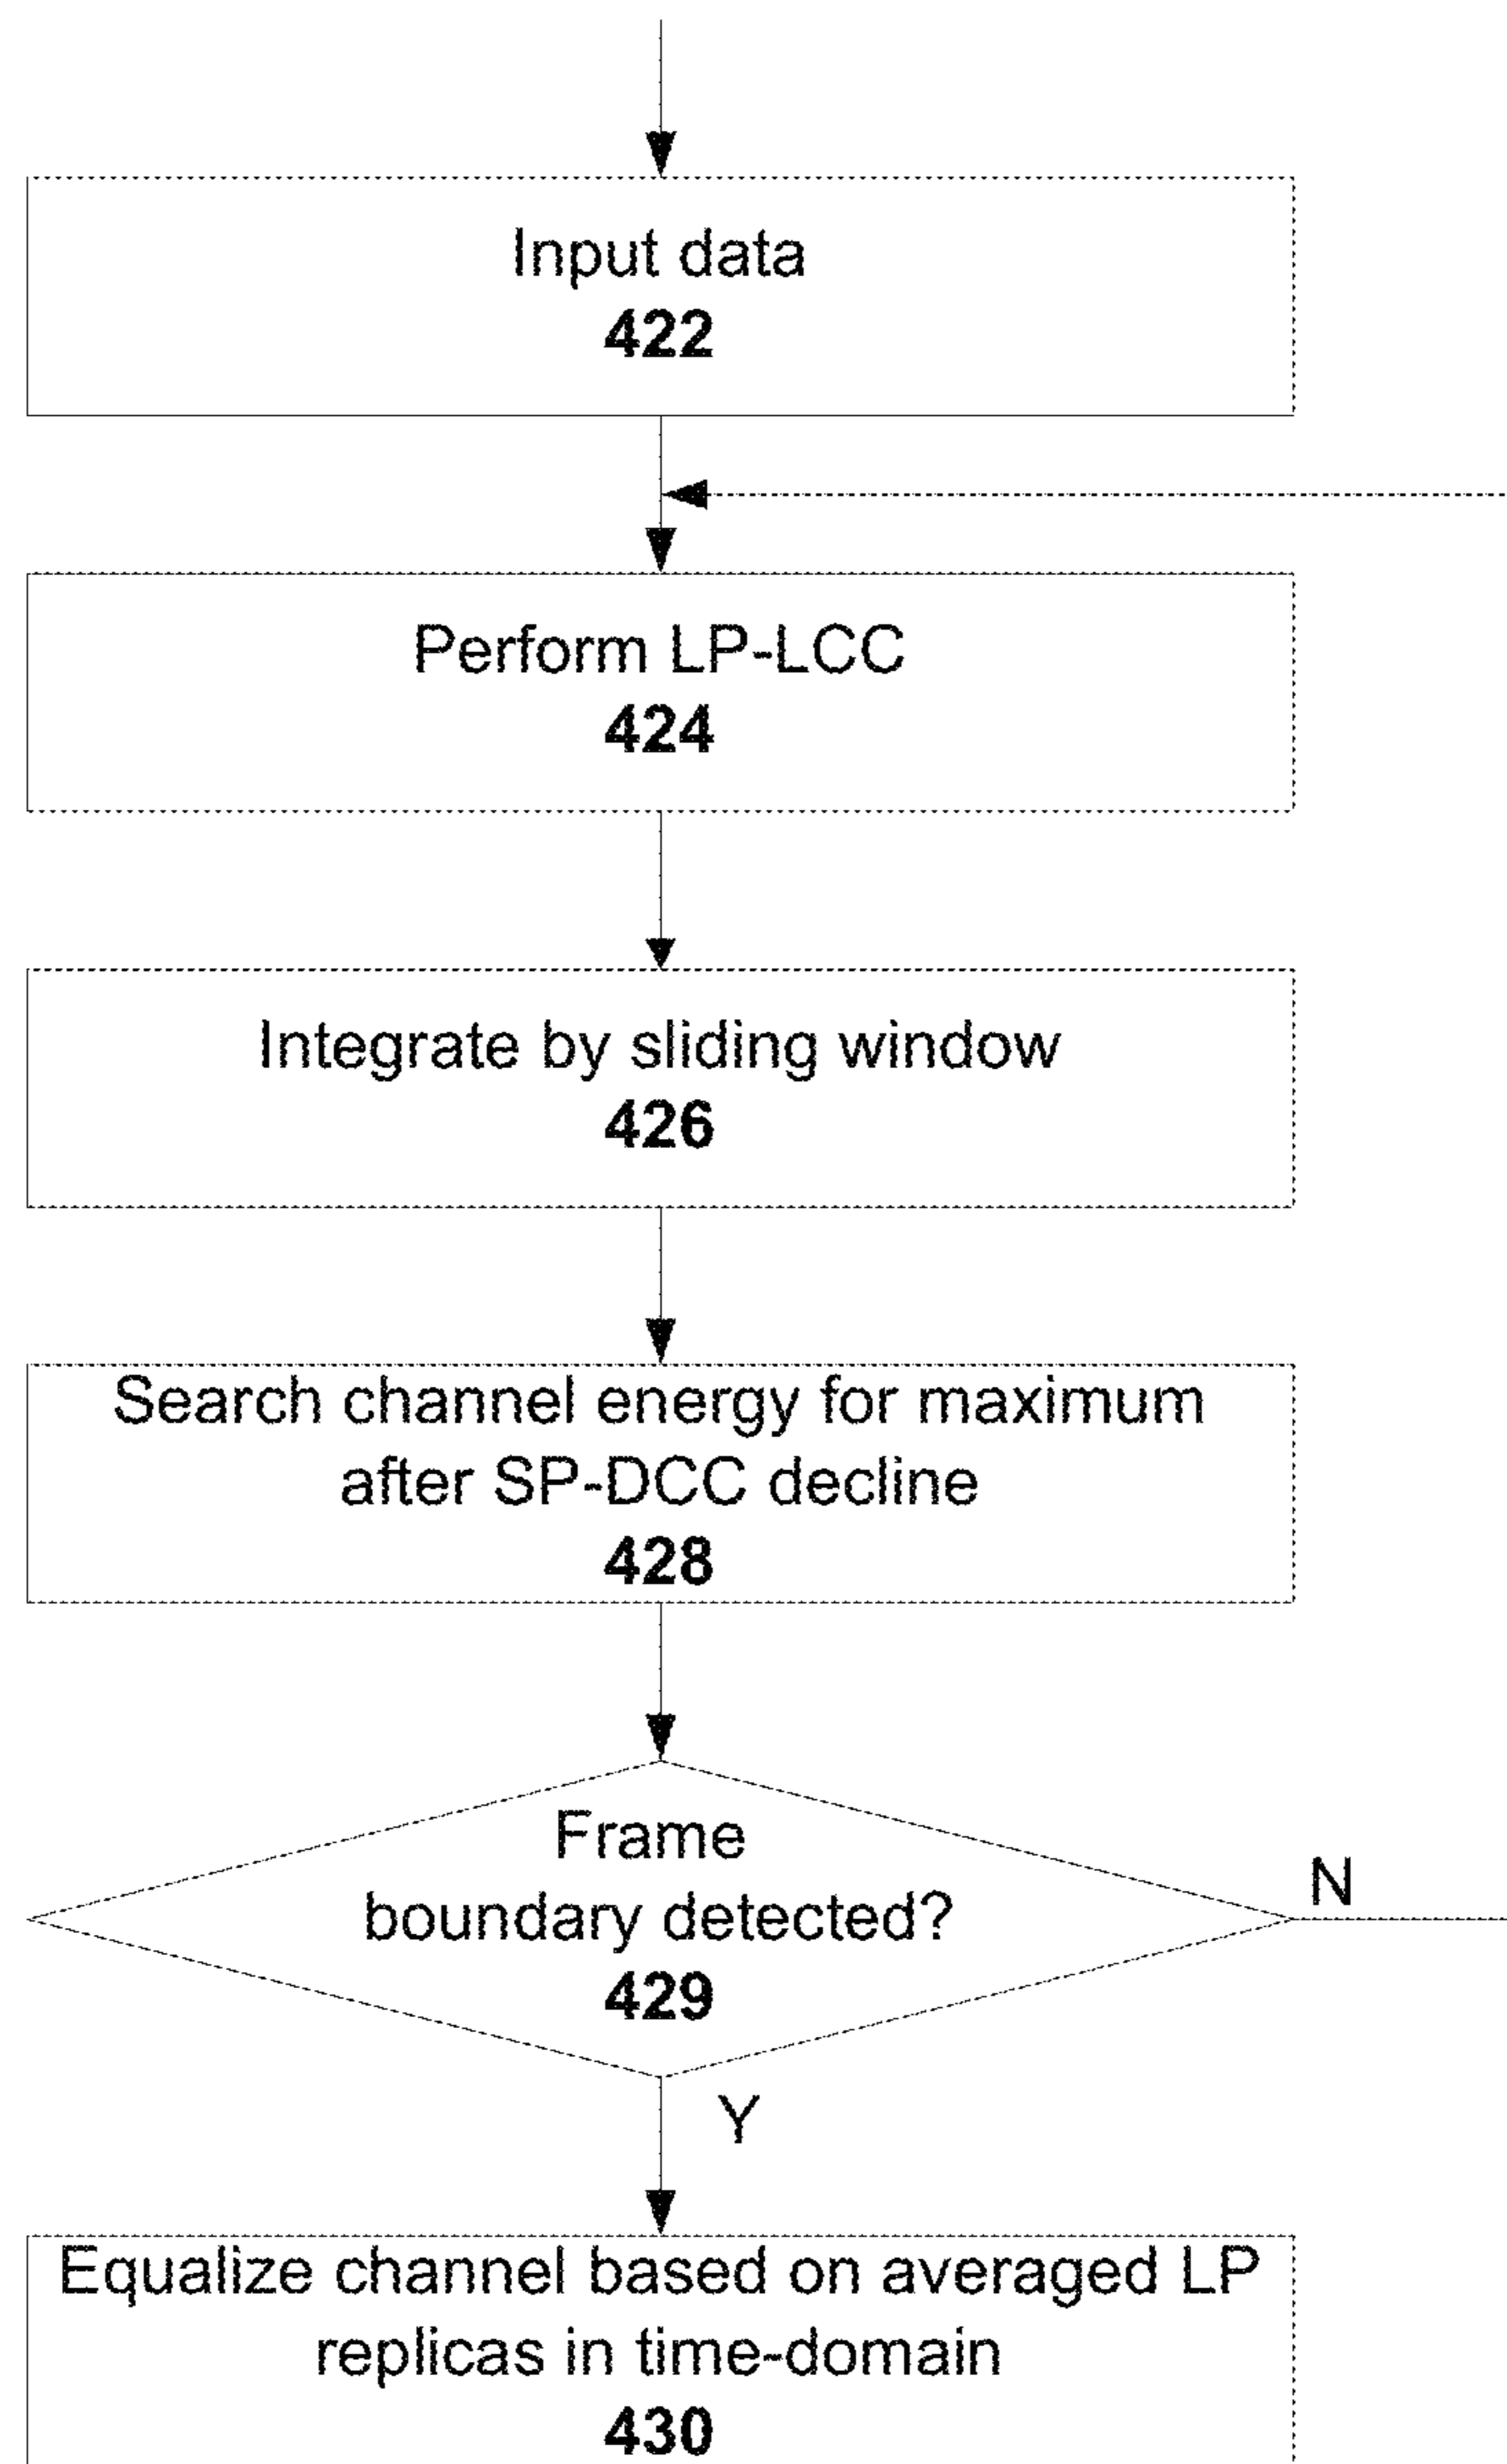 Input data
422
Perform LP-LCC
424
Integrate by sliding window
426
Search channel energy for maximum
after SP-DCC decline
428
Frame
boundary detected?
429
N
Y
Equalize channel based on averaged LP
replicas in time-domain
430